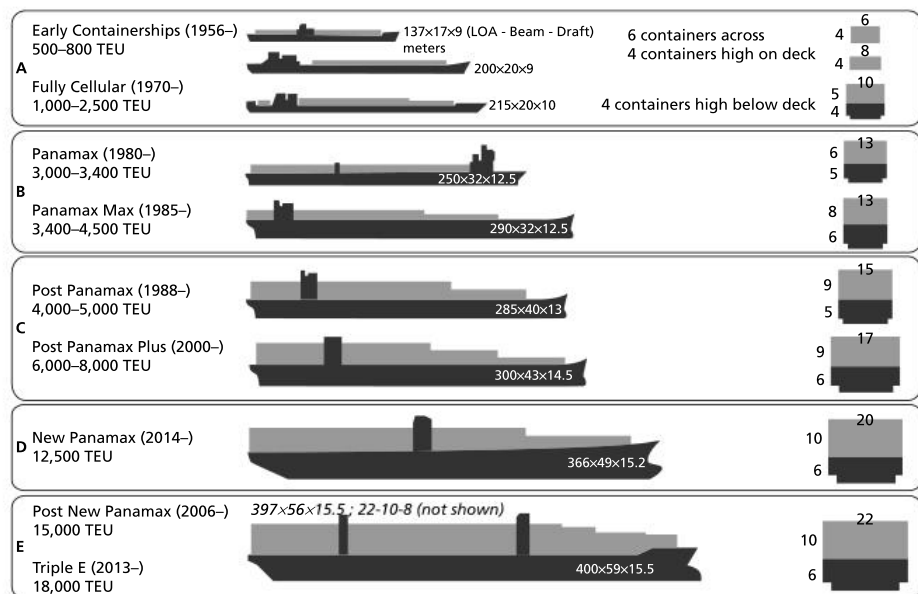 Early Containerships (1956–)
500–800 TEU
137×17×9 (LOA - Beam - Draft)
meters
6 containers across
4 containers high on deck
6
4
A
200×20×9
8
4
Fully Cellular (1970–)
1,000–2,500 TEU
215×20×10
4 containers high below deck
10
5
4
Panamax (1980–)
3,000–3,400 TEU
250×32×12.5
13
6
5
B
Panamax Max (1985–)
3,400–4,500 TEU
290×32×12.5
13
8
6
Post Panamax (1988–)
4,000–5,000 TEU
285×40×13
15
9
5
C
Post Panamax Plus (2000–)
6,000–8,000 TEU
300×43×14.5
17
9
6
D
New Panamax (2014–)
12,500 TEU
366×49×15.2
20
10
6
Post New Panamax (2006–)
15,000 TEU
397×56×15.5 ; 22-10-8 (not shown)
E
Triple E (2013–)
18,000 TEU
400×59×15.5
22
10
6